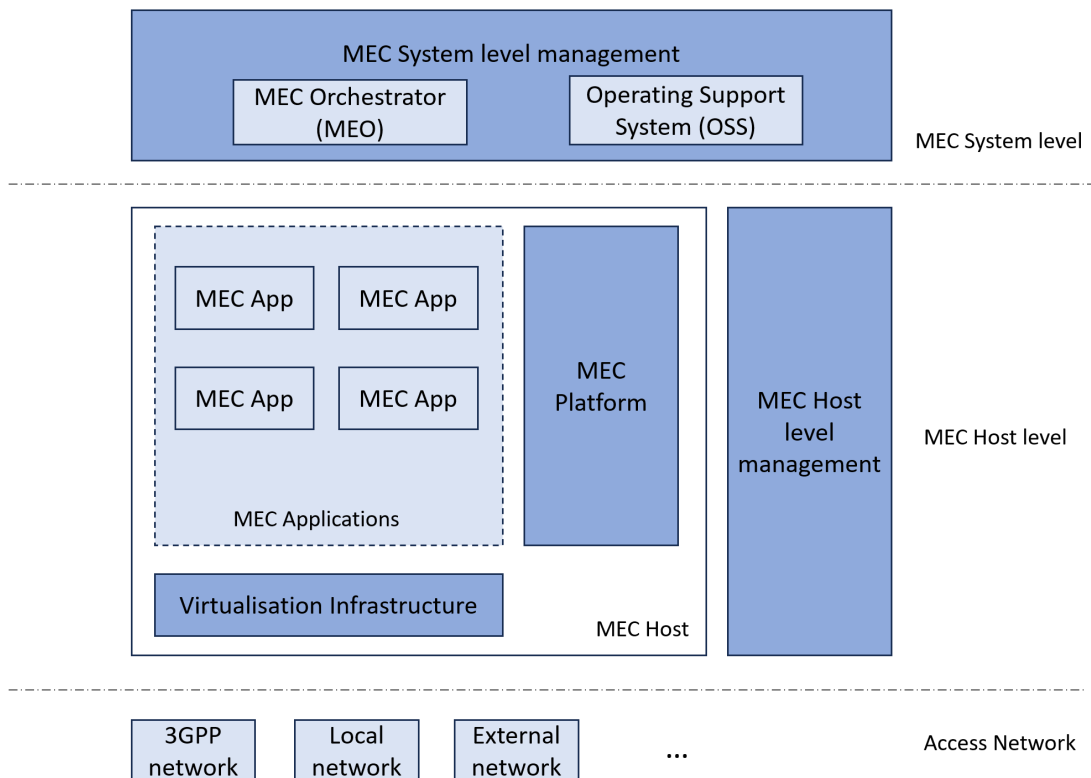 MEC System level management
MEC Orchestrator
(MEO)
Operating Support
System (OSS)
MEC System level
MEC App
MEC App
MEC App
MEC App
MEC Applications
MEC
Platform
Virtualisation Infrastructure
MEC Host
MEC Host
level
management
MEC Host level
3GPP
network
Local
network
External
network
...
Access Network